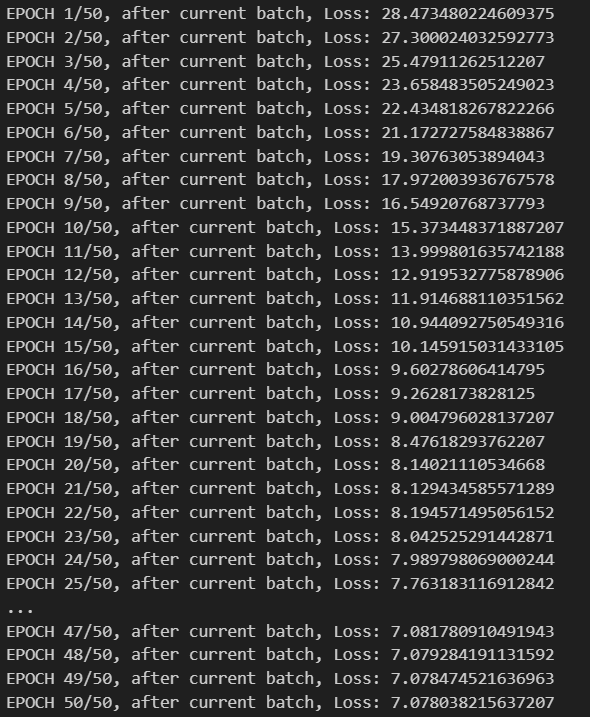 EPOCH 1/50, after current batch, Loss: 28.473480224609375
EPOCH 2/50, after current batch, Loss: 27.300024032592773
EPOCH 3/50, after current batch, Loss: 25.47911262512207
EPOCH 4/50, after current batch, Loss: 23.658483505249023
EPOCH 5/50, after current batch, Loss: 22.434818267822266
EPOCH 6/50, after current batch, Loss: 21.172727584838867
EPOCH 7/50, after current batch, Loss: 19.30763053894043
EPOCH 8/50, after current batch, Loss: 17.972003936767578
EPOCH 9/50, after current batch, Loss: 16.54920768737793
EPOCH 10/50, after current batch, Loss: 15.373448371887207
EPOCH 11/50, after current batch, Loss: 13.999801635742188
EPOCH 12/50, after current batch, Loss: 12.919532775878906
EPOCH 13/50, after current batch, Loss: 11.914688110351562
EPOCH 14/50, after current batch, Loss: 10.944092750549316
EPOCH 15/50, after current batch, Loss: 10.145915031433105
EPOCH 16/50, after current batch, Loss: 9.60278606414795
EPOCH 17/50, after current batch, Loss: 9.2628173828125
EPOCH 18/50, after current batch, Loss: 9.004796028137207
EPOCH 19/50, after current batch, Loss: 8.47618293762207
EPOCH 20/50, after current batch, Loss: 8.14021110534668
EPOCH 21/50, after current batch, Loss: 8.129434585571289
EPOCH 22/50, after current batch, Loss: 8.194571495056152
EPOCH 23/50, after current batch, Loss: 8.042525291442871
EPOCH 24/50, after current batch, Loss: 7.989798069000244
EPOCH 25/50, after current batch, Loss: 7.763183116912842
...
EPOCH 47/50, after current batch, Loss: 7.081780910491943
EPOCH 48/50, after current batch, Loss: 7.079284191131592
EPOCH 49/50, after current batch, Loss: 7.078474521636963
EPOCH 50/50, after current batch, Loss: 7.078038215637207